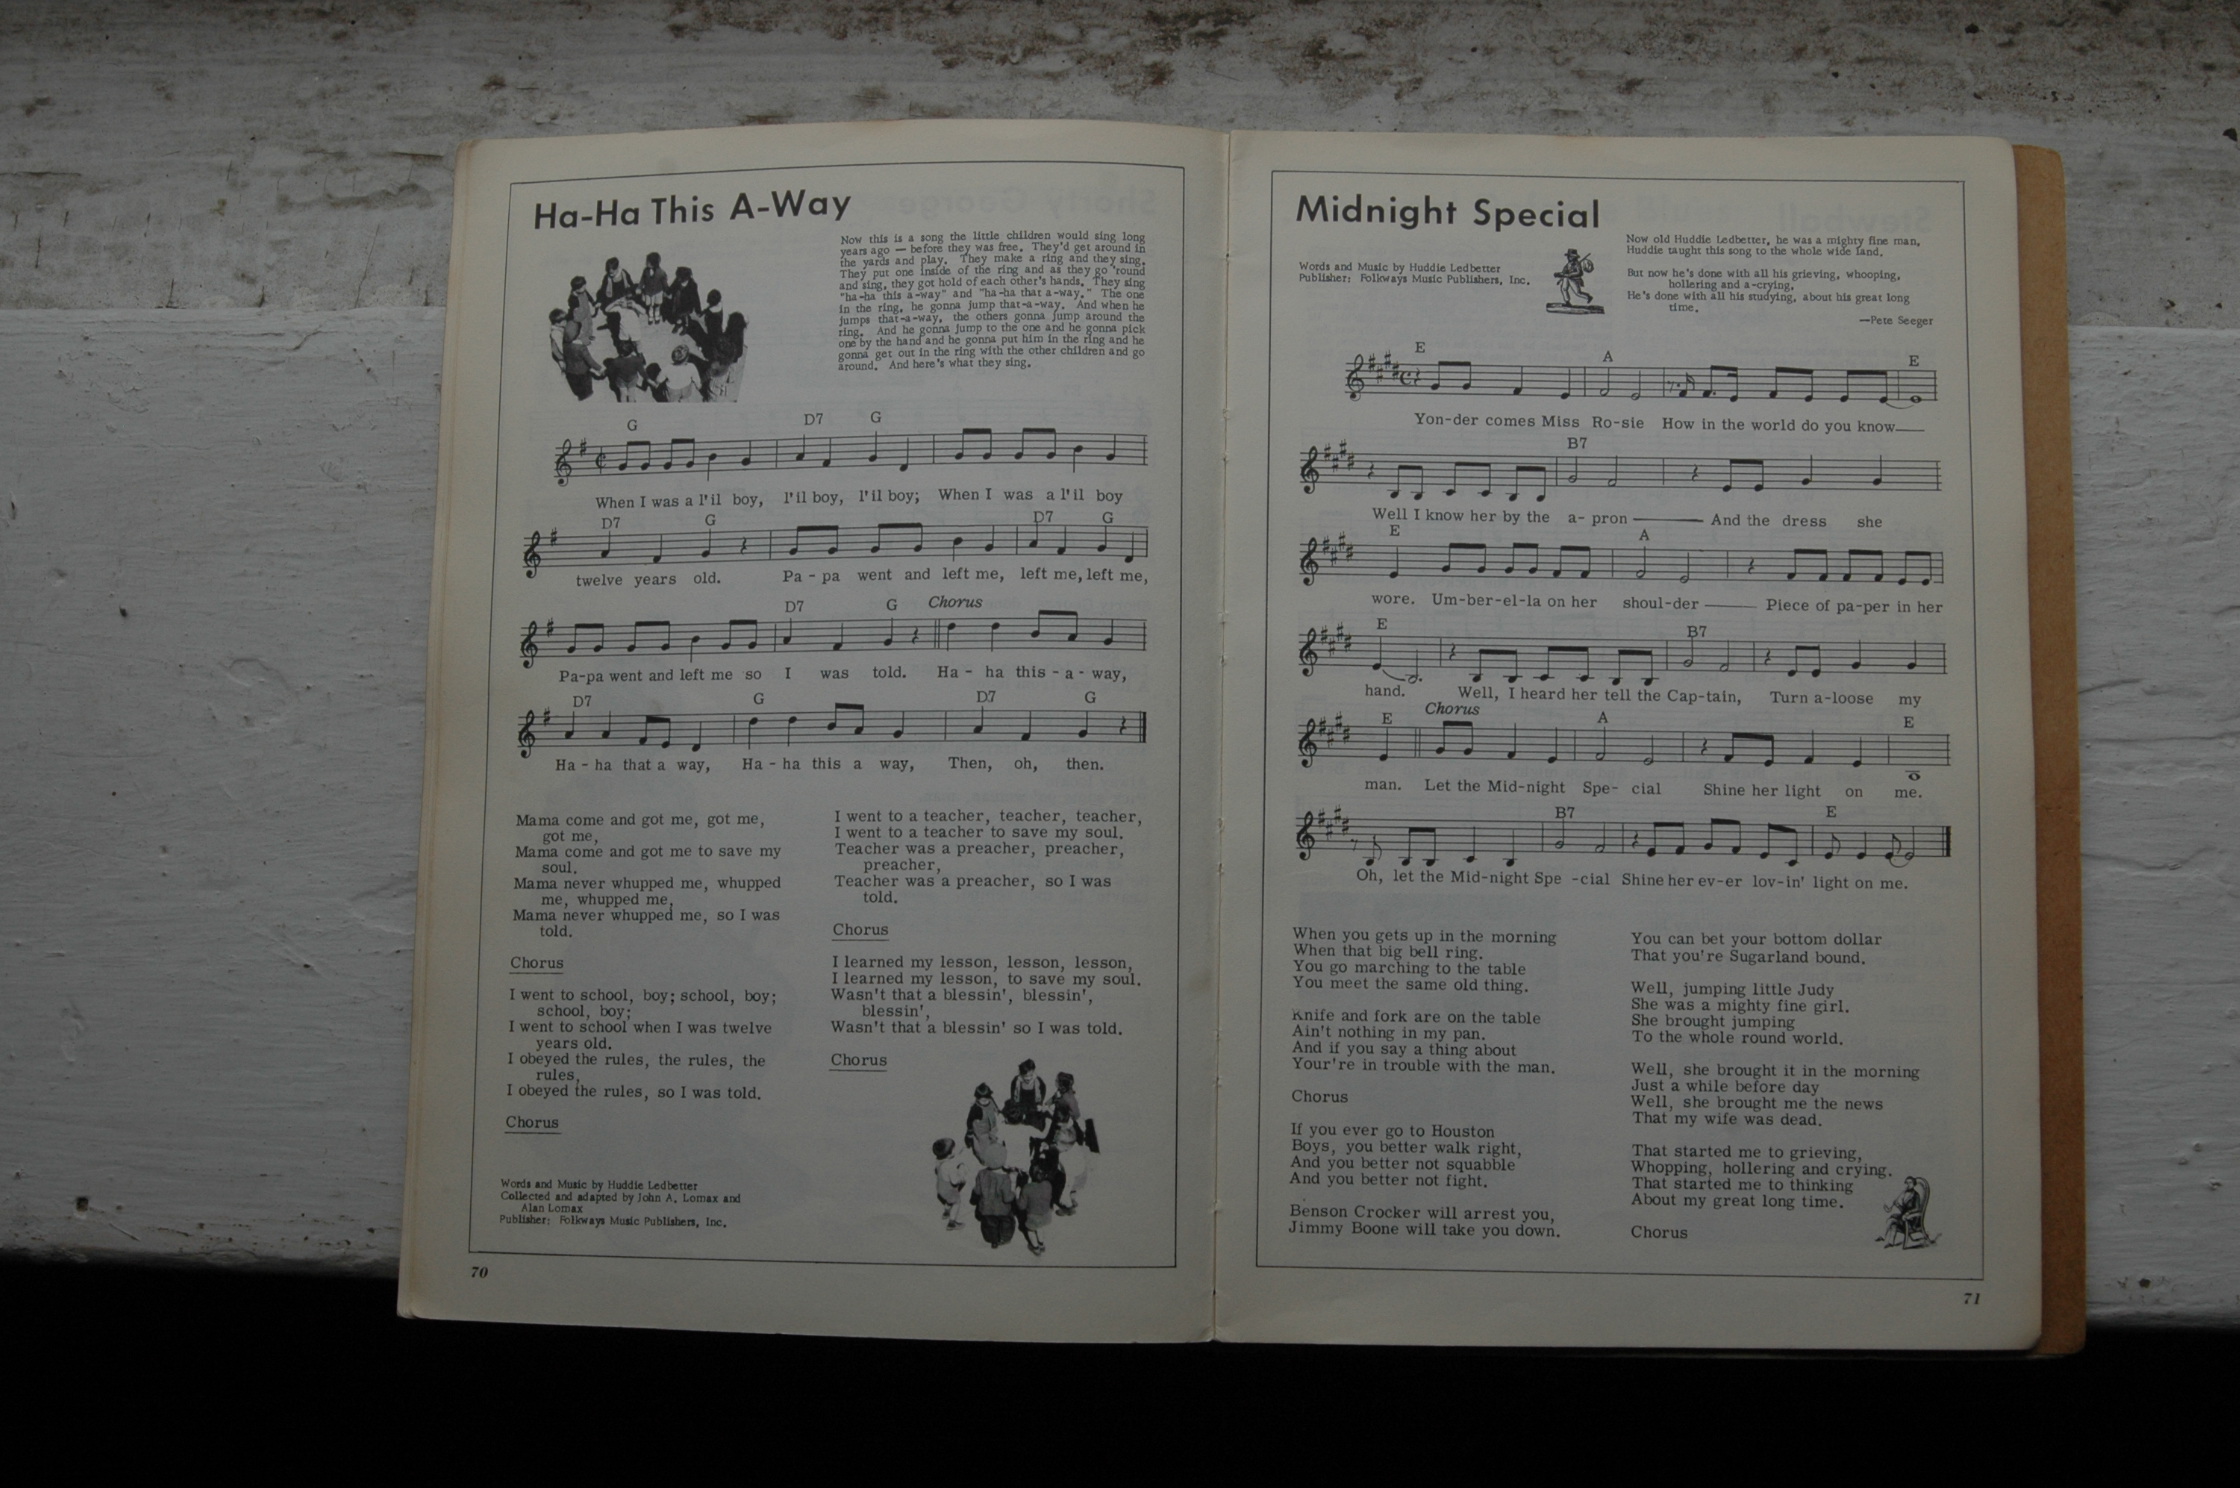 Ha-Ha This A-Way
Now this is a song the little children would sing long
years ago — before they was free. They'd get around in
the yards and play. They make a ring and they sing.
They put one inside of the ring and as they go 'round
and sing, they got hold of each other's hands. They sing
"ha-ha this a-way" and "ha-ha that a-way." The one
in the ring, he gonna jump that-a-way. And when he
jumps that-a-way, the others gonna jump around the
ring. And he gonna jump to the one and he gonna pick
one by the hand and he gonna put him in the ring and he
gonna get out in the ring with the other children and go
around. And here's what they sing.
G D7 G
When I was a l'il boy, l'il boy, l'il boy; When I was a l'il boy
D7 G D7 G
twelve years old. Pa - pa went and left me, left me, left me,
D7 G Chorus
Pa-pa went and left me so I was told. Ha - ha this - a - way,
D7 G D7 G
Ha - ha that a way, Ha - ha this a way, Then, oh, then.
Mama come and got me, got me,
got me,
Mama come and got me to save my
soul.
Mama never whupped me, whupped
me, whupped me,
Mama never whupped me, so I was
told.
Chorus
I went to school, boy; school, boy;
school, boy;
I went to school when I was twelve
years old.
I obeyed the rules, the rules, the
rules,
I obeyed the rules, so I was told.
Chorus
Words and Music by Huddie Ledbetter
Collected and adapted by John A. Lomax and
Alan Lomax
Publisher: Folkways Music Publishers, Inc.
I went to a teacher, teacher, teacher,
I went to a teacher to save my soul.
Teacher was a preacher, preacher,
preacher,
Teacher was a preacher, so I was
told.
Chorus
I learned my lesson, lesson, lesson,
I learned my lesson, to save my soul.
Wasn't that a blessin', blessin',
blessin',
Wasn't that a blessin' so I was told.
Chorus
70
Midnight Special
Words and Music by Huddie Ledbetter
Publisher: Folkways Music Publishers, Inc.
Now old Huddie Ledbetter, he was a mighty fine man,
Huddie taught this song to the whole wide land.
But now he's done with all his grieving, whooping,
hollering and a-crying,
He's done with all his studying, about his great long
time.
—Pete Seeger
E A E
Yon-der comes Miss Ro-sie How in the world do you know
B7
Well I know her by the a- pron And the dress she
E A
wore. Um-ber-el-la on her shoul-der Piece of pa-per in her
E B7
hand. Well, I heard her tell the Cap-tain, Turn a-loose my
E Chorus A E
man. Let the Mid-night Spe- cial Shine her light on me.
B7 E
Oh, let the Mid-night Spe -cial Shine her ev-er lov-in' light on me.
When you gets up in the morning
When that big bell ring.
You go marching to the table
You meet the same old thing.
Knife and fork are on the table
Ain't nothing in my pan.
And if you say a thing about
Your're in trouble with the man.
Chorus
If you ever go to Houston
Boys, you better walk right,
And you better not squabble
And you better not fight.
Benson Crocker will arrest you,
Jimmy Boone will take you down.
You can bet your bottom dollar
That you're Sugarland bound.
Well, jumping little Judy
She was a mighty fine girl.
She brought jumping
To the whole round world.
Well, she brought it in the morning
Just a while before day
Well, she brought me the news
That my wife was dead.
That started me to grieving,
Whopping, hollering and crying.
That started me to thinking
About my great long time.
Chorus
71